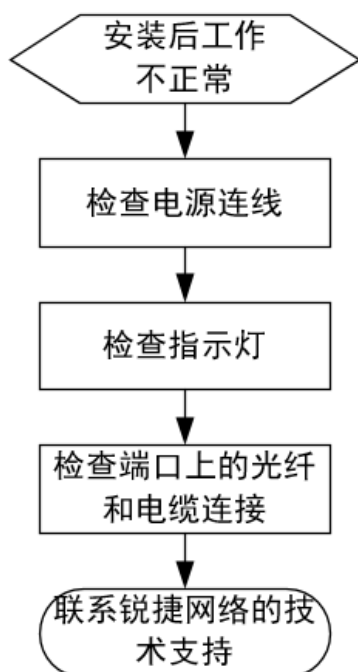 安装后工作
不正常
检查电源连线
检查指示灯
检查端口上的光纤
和电缆连接
联系锐捷网络的技
术支持